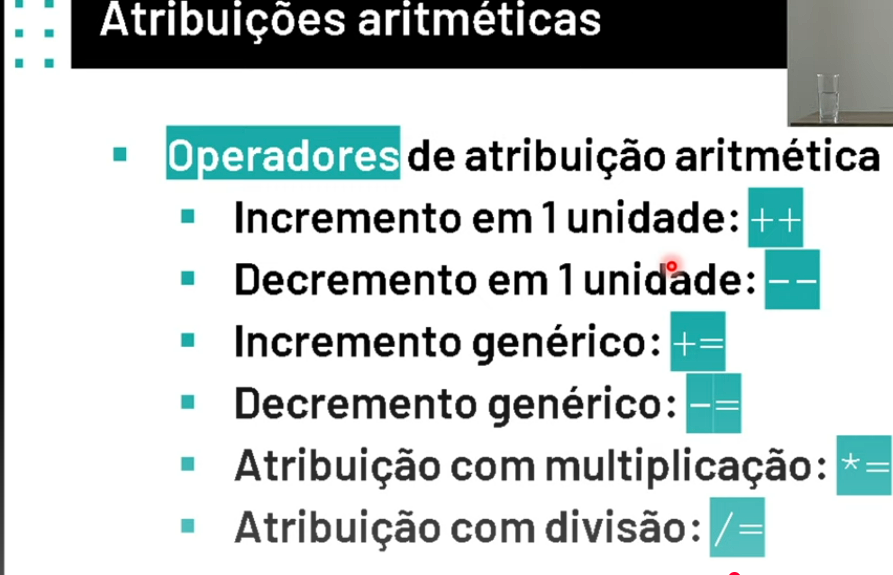 Atribuições aritméticas
Operadores de atribuição aritmética
Incremento em 1 unidade: ++
Decremento em 1 unidade: --
Incremento genérico: +=
Decremento genérico: -=
Atribuição com multiplicação: *=
Atribuição com divisão: /=